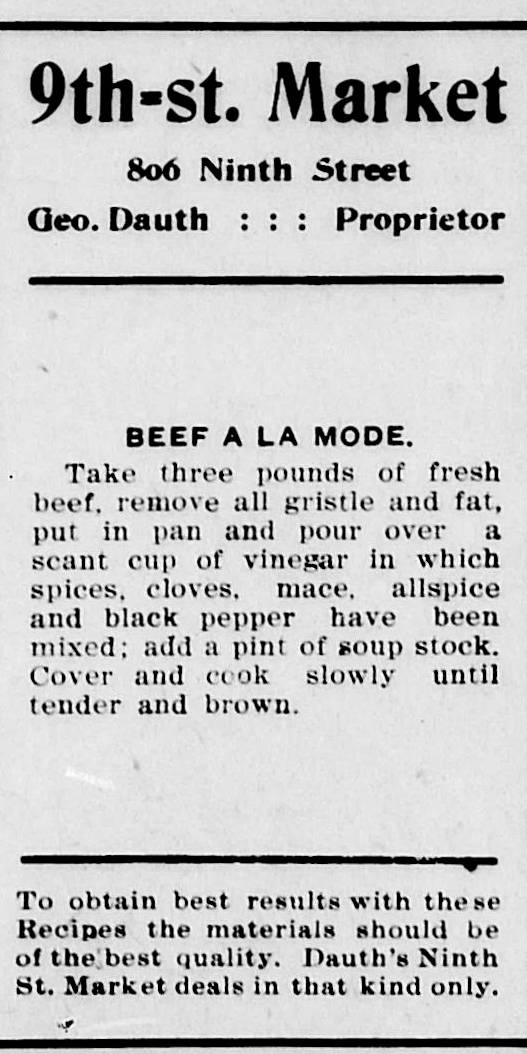 9th-st. Market
806 Ninth Street
Geo. Dauth : : : Proprietor
BEEF A LA MODE.
Take three pounds of fresh
beef, remove all gristle and fat,
put in pan and pour over a
scant cup of vinegar in which
spices, cloves, mace, allspice
and black pepper have been
mixed; add a pint of soup stock.
Cover and cook slowly until
tender and brown.
To obtain best results with these
Recipes the materials should be
of the best quality. Dauth's Ninth
St. Market deals in that kind only.